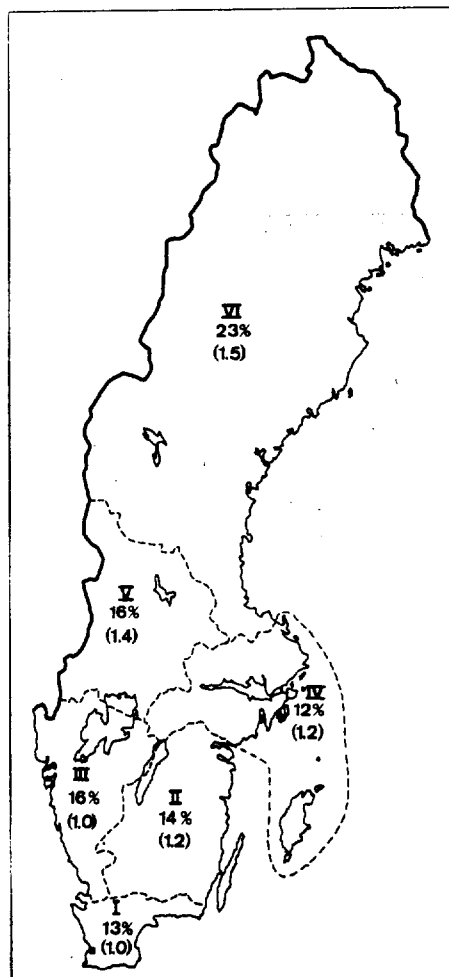 VI
23%
(1.5)
V
16%
(1.4)
IV
12%
(1.2)
III
16%
(1.0)
II
14%
(1.2)
I
13%
(1.0)